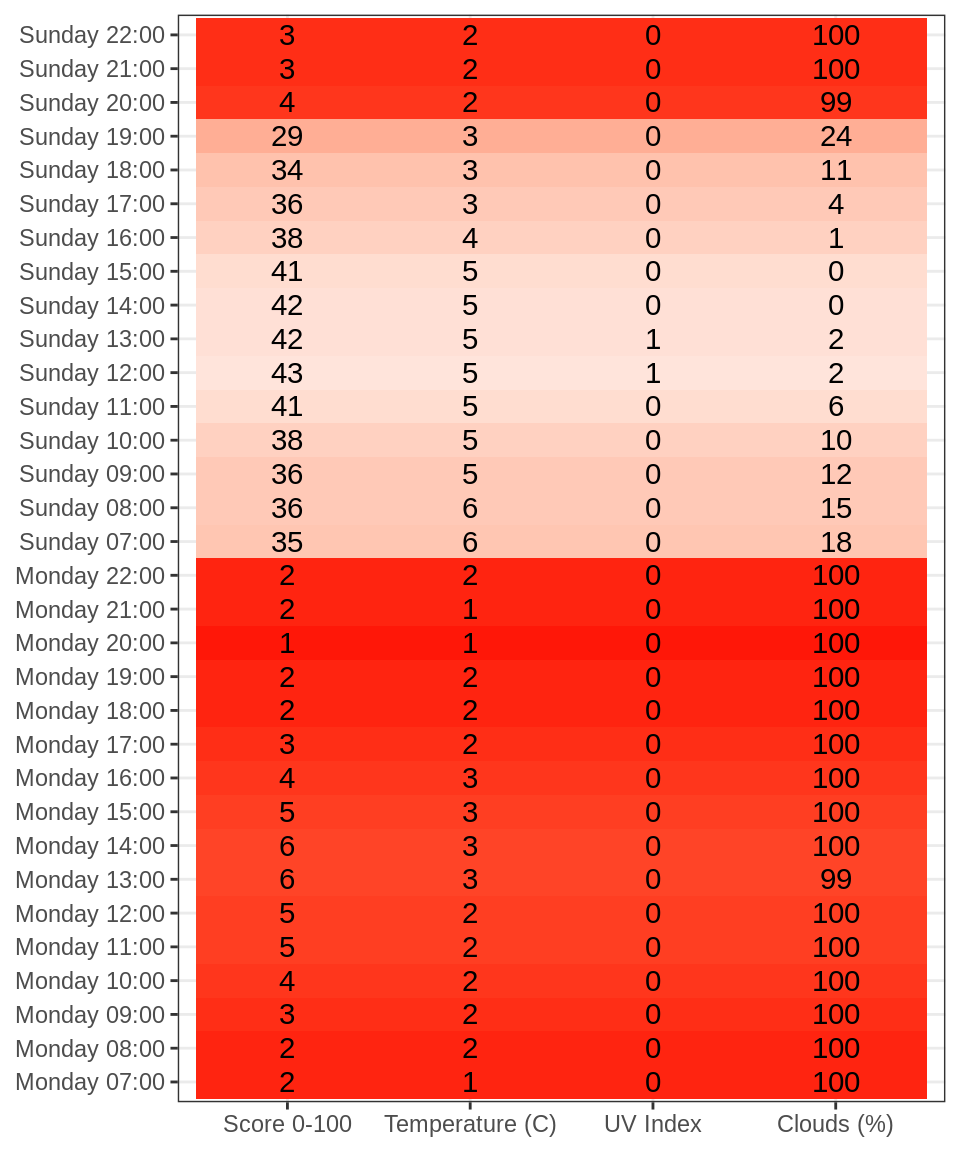 Sunday 22:00 3 2 0 100
Sunday 21:00 3 2 0 100
Sunday 20:00 4 2 0 99
Sunday 19:00 29 3 0 24
Sunday 18:00 34 3 0 11
Sunday 17:00 36 3 0 4
Sunday 16:00 38 4 0 1
Sunday 15:00 41 5 0 0
Sunday 14:00 42 5 0 0
Sunday 13:00 42 5 1 2
Sunday 12:00 43 5 1 2
Sunday 11:00 41 5 0 6
Sunday 10:00 38 5 0 10
Sunday 09:00 36 5 0 12
Sunday 08:00 36 6 0 15
Sunday 07:00 35 6 0 18
Monday 22:00 2 2 0 100
Monday 21:00 2 1 0 100
Monday 20:00 1 1 0 100
Monday 19:00 2 2 0 100
Monday 18:00 2 2 0 100
Monday 17:00 3 2 0 100
Monday 16:00 4 3 0 100
Monday 15:00 5 3 0 100
Monday 14:00 6 3 0 100
Monday 13:00 6 3 0 99
Monday 12:00 5 2 0 100
Monday 11:00 5 2 0 100
Monday 10:00 4 2 0 100
Monday 09:00 3 2 0 100
Monday 08:00 2 2 0 100
Monday 07:00 2 1 0 100
Score 0-100 Temperature (C) UV Index Clouds (%)